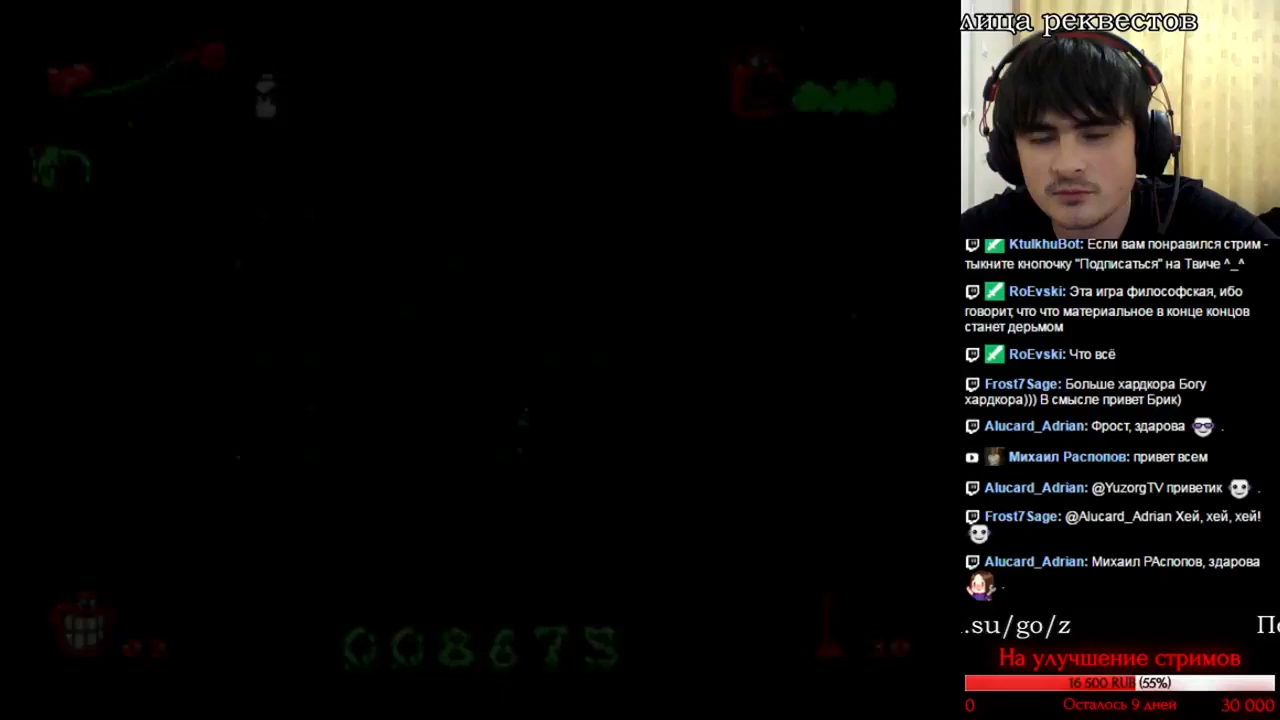 лица реквестов
KtulkhuBot: Если вам понравился стрим -
тыкните кнопочку "Подписаться" на Твиче ^_^
RoEvski: Эта игра философская, ибо
говорит, что что материальное в конце концов
станет дерьмом
RoEvski: Что всё
Frost7Sage: Больше хардкора Богу
хардкора))) В смысле привет Брик)
Alucard_Adrian: Фрост, здарова .
Михаил Распопов: привет всем
Alucard_Adrian: @YuzorgTV приветик .
Frost7Sage: @Alucard_Adrian Хей, хей, хей!
Alucard_Adrian: Михаил РАспопов, здарова
.
.su/go/z По
008675
На улучшение стримов
16 500 RUB (55%)
0 Осталось 9 дней 30 000